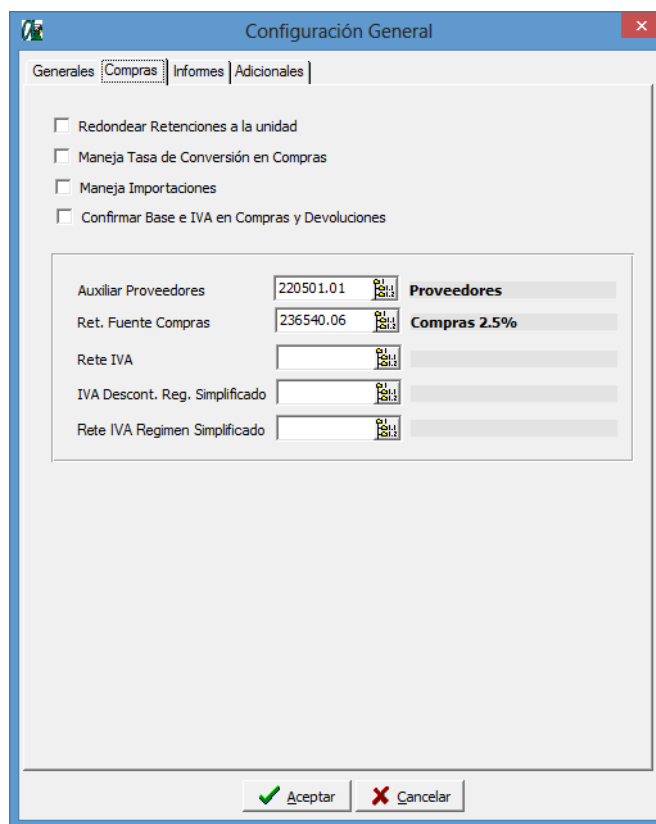 Configuración General
Generales Compras Informes Adicionales
Redondear Retenciones a la unidad
Maneja Tasa de Conversión en Compras
Maneja Importaciones
Confirmar Base e IVA en Compras y Devoluciones
Auxiliar Proveedores 220501.01 Proveedores
Ret. Fuente Compras 236540.06 Compras 2.5%
Rete IVA
IVA Descont. Reg. Simplificado
Rete IVA Regimen Simplificado
Aceptar Cancelar